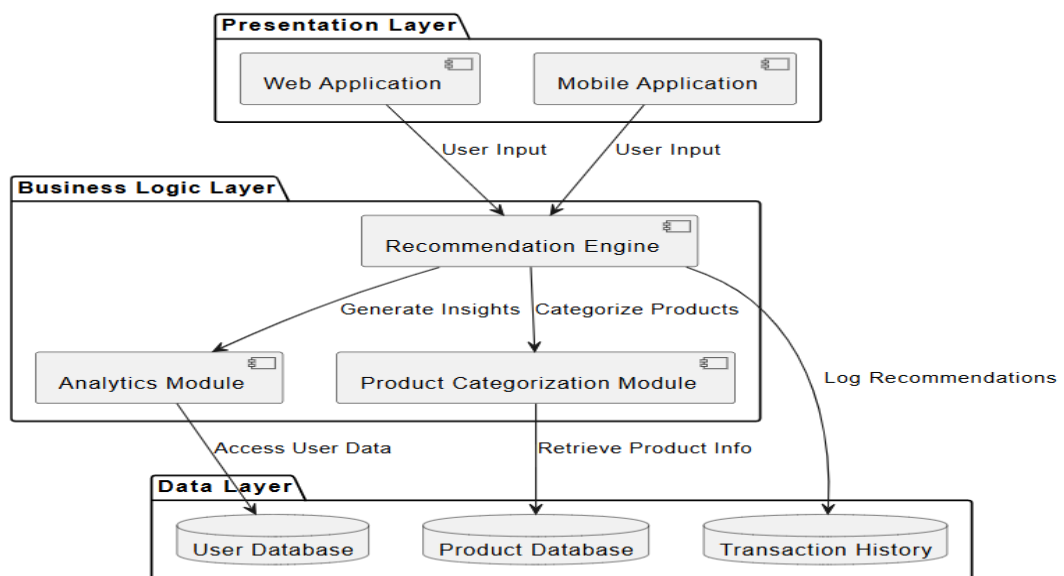 Presentation Layer
Web Application
Mobile Application
User Input
User Input
Business Logic Layer
Recommendation Engine
Generate Insights
Categorize Products
Analytics Module
Product Categorization Module
Log Recommendations
Access User Data
Retrieve Product Info
Data Layer
User Database
Product Database
Transaction History